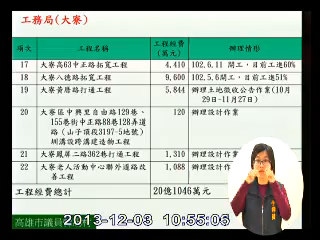 工務局(大寮)
項次 工程名稱 工程經費(萬元) 辦理情形
17 大寮高63中正路拓寬工程 4,410 102,6,11 開工,目前工進60%
18 大寮八德路拓寬工程 9,600 102,5,6開工,目前工進51%
19 大寮黃厝路打通工程 5,844 辦理土地徵收公告作業(10月29日-11月27日)
20 大寮區中興里自由路129巷、155巷街中正路88巷128弄道路(山子頂段3197-5地號)圳溝設跨溝建造物工程 120 辦理設計作業
21 大寮鳳屏二路362巷打通工程 1,310 辦理設計作業
22 大寮老人活動中心聯外道路改善工程 1,088 辦理設計作業
工程經費總計 20億1046萬元
高雄市議員
2013-12-03 10:55:06